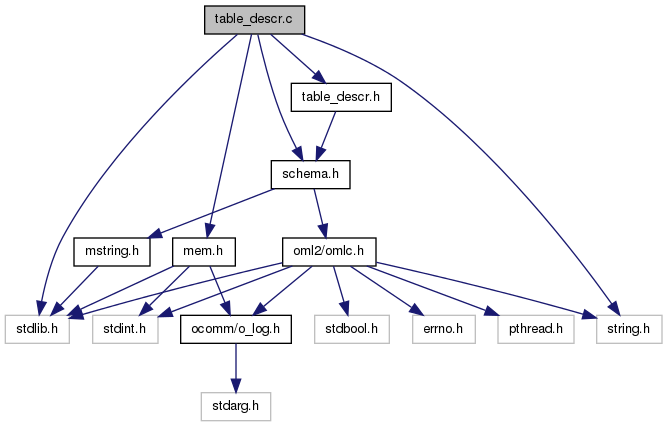 table_descr.c
table_descr.h
schema.h
mstring.h
mem.h
oml2/omlc.h
stdlib.h
stdint.h
ocomm/o_log.h
stdbool.h
errno.h
pthread.h
string.h
stdarg.h